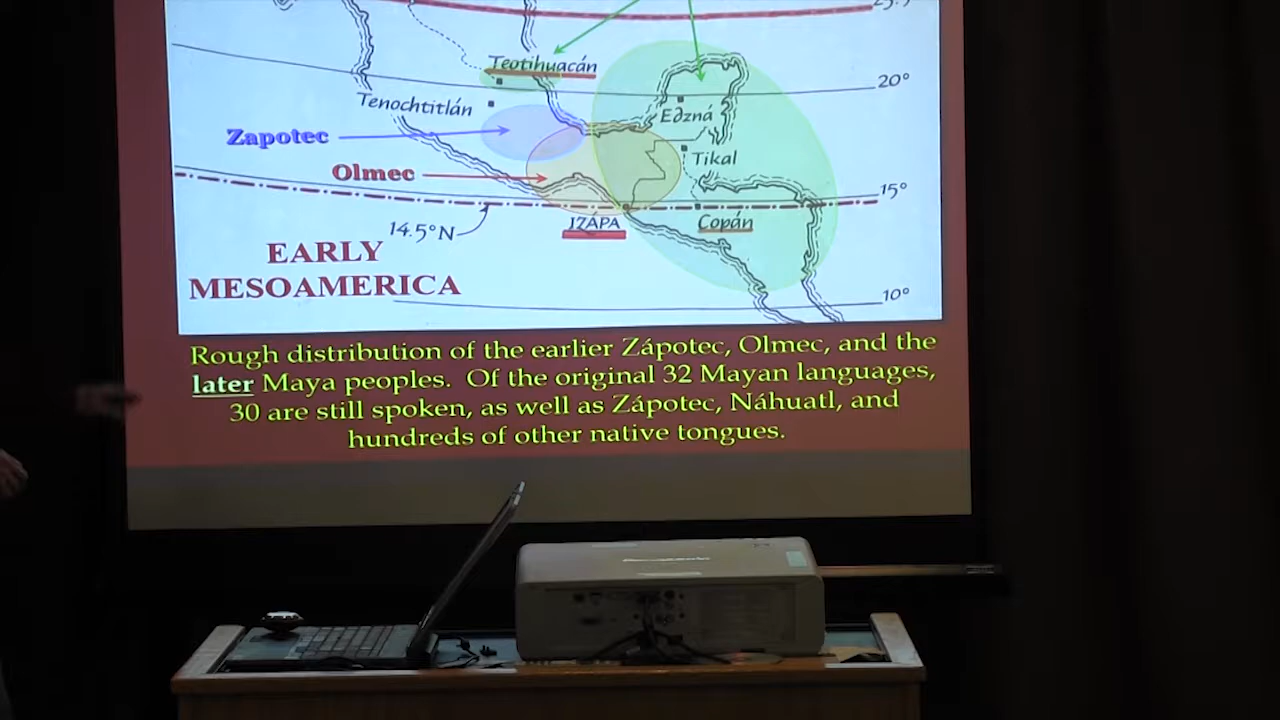 23.5
Teotihuacán
20°
Tenochtitlán
Edzná
Zapotec
Tikal
Olmec
15°
14.5°N
IZAPA
Copán
EARLY
MESOAMERICA
10°
Rough distribution of the earlier Zápotec, Olmec, and the
later Maya peoples. Of the original 32 Mayan languages,
30 are still spoken, as well as Zápotec, Náhuatl, and
hundreds of other native tongues.